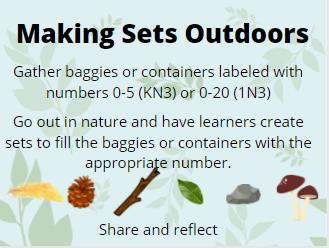 Making Sets Outdoors
Gather baggies or containers labeled with
numbers 0-5 (KN3) or 0-20 (1N3)
Go out in nature and have learners create
sets to fill the baggies or containers with the
appropriate number.
Share and reflect